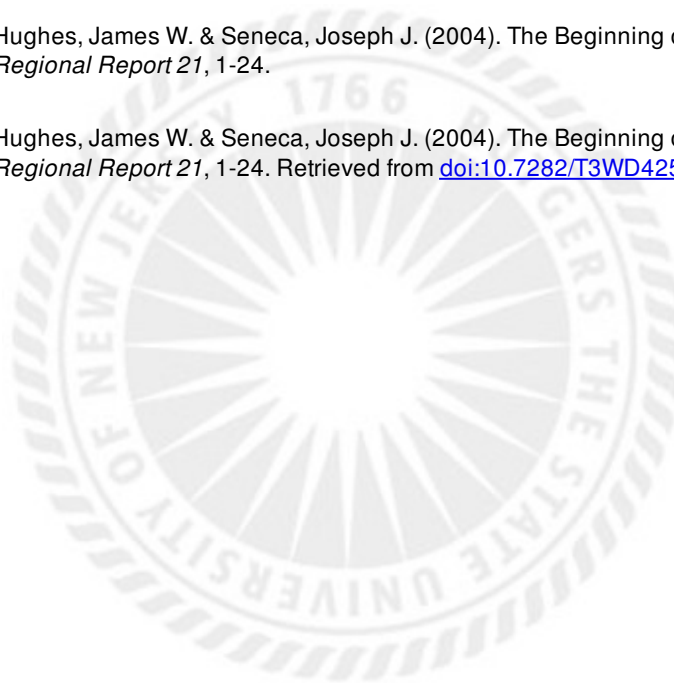 Hughes, James W. & Seneca, Joseph J. (2004). The Beginning
Regional Report 21, 1-24.
Hughes, James W. & Seneca, Joseph J. (2004). The Beginning
Regional Report 21, 1-24. Retrieved from doi:10.7282/T3WD425
RUTGERS THE STATE UNIVERSITY OF NEW JERSEY
1766